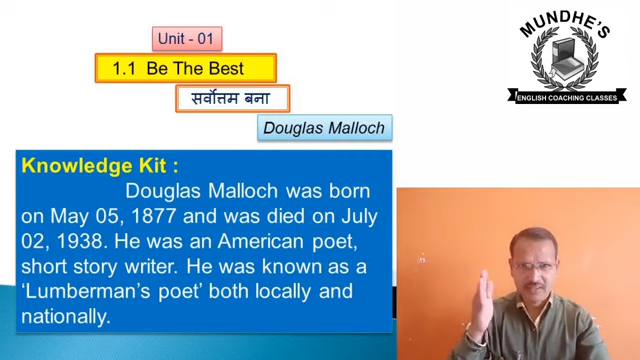 Unit - 01
1.1 Be The Best
सर्वोत्तम बना
Douglas Malloch
MUNDHE'S
ENGLISH COACHING CLASSES
Knowledge Kit :
Douglas Malloch was born
on May 05, 1877 and was died on July
02, 1938. He was an American poet,
short story writer. He was known as a
‘Lumberman's poet’ both locally and
nationally.